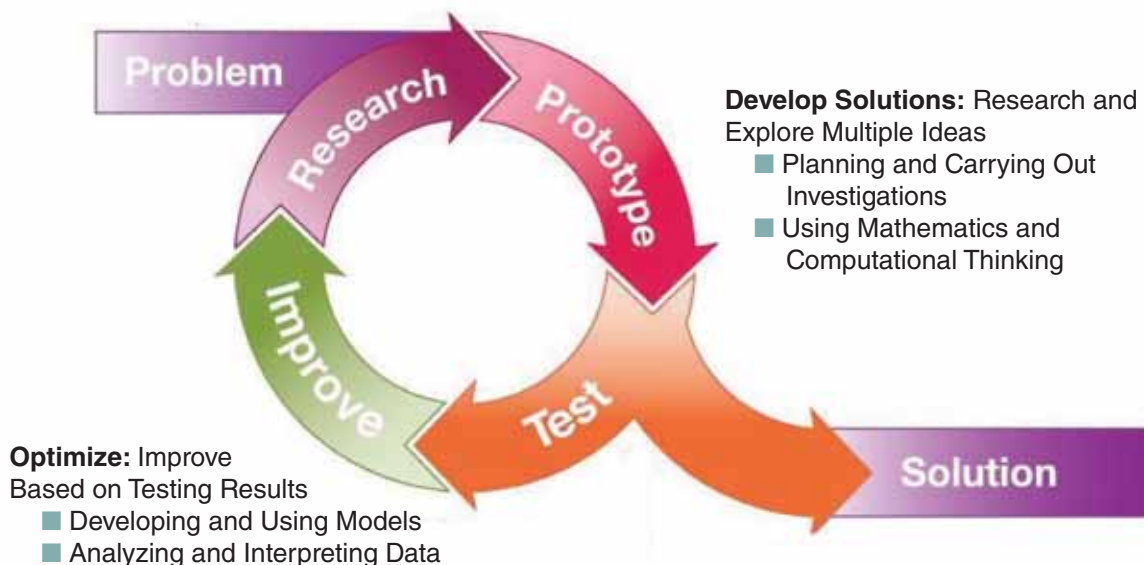 Problem
Research
Prototype
Develop Solutions: Research and
Explore Multiple Ideas
■ Planning and Carrying Out
Investigations
■ Using Mathematics and
Computational Thinking
Improve
Test
Optimize: Improve
Based on Testing Results
■ Developing and Using Models
■ Analyzing and Interpreting Data
Solution